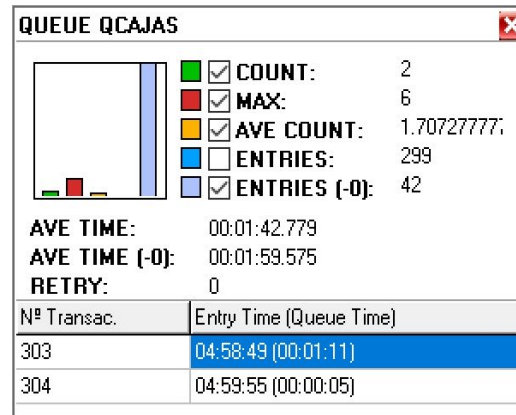 QUEUE QCAJAS
COUNT: 2
MAX: 6
AVE COUNT: 1.70727777;
ENTRIES: 299
ENTRIES (-0): 42
AVE TIME: 00:01:42.779
AVE TIME (-0): 00:01:59.575
RETRY: 0
Nº Transac. Entry Time (Queue Time)
303 04:58:49 (00:01:11)
304 04:59:55 (00:00:05)